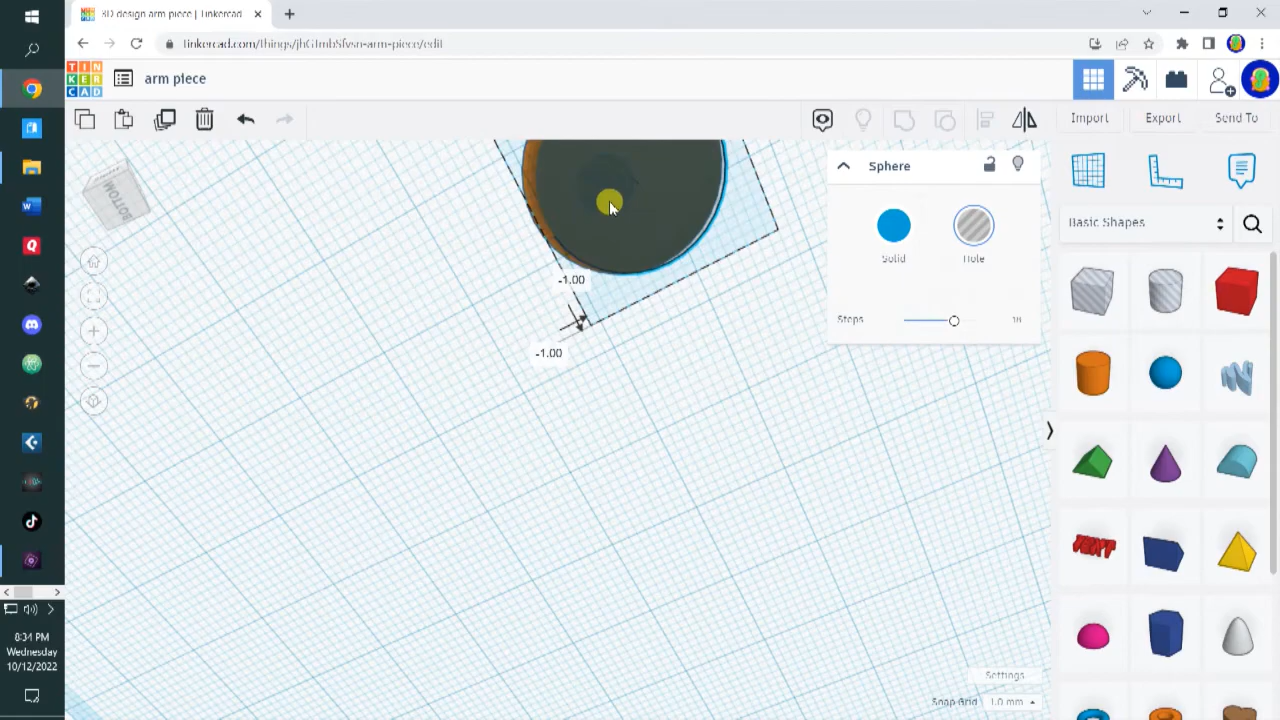 3D design arm piece | Tinkercad
tinkercad.com/things/jhGTmbSfvsn-arm-piece/edit
TIN
KER
CAD
arm piece
Import
Export
Send To
Sphere
Solid
Hole
Steps
Basic Shapes
BOTTOM
-1.00
-1.00
TEXT
Settings
Snap Grid
1.0 mm
8:34 PM
Wednesday
10/12/2022